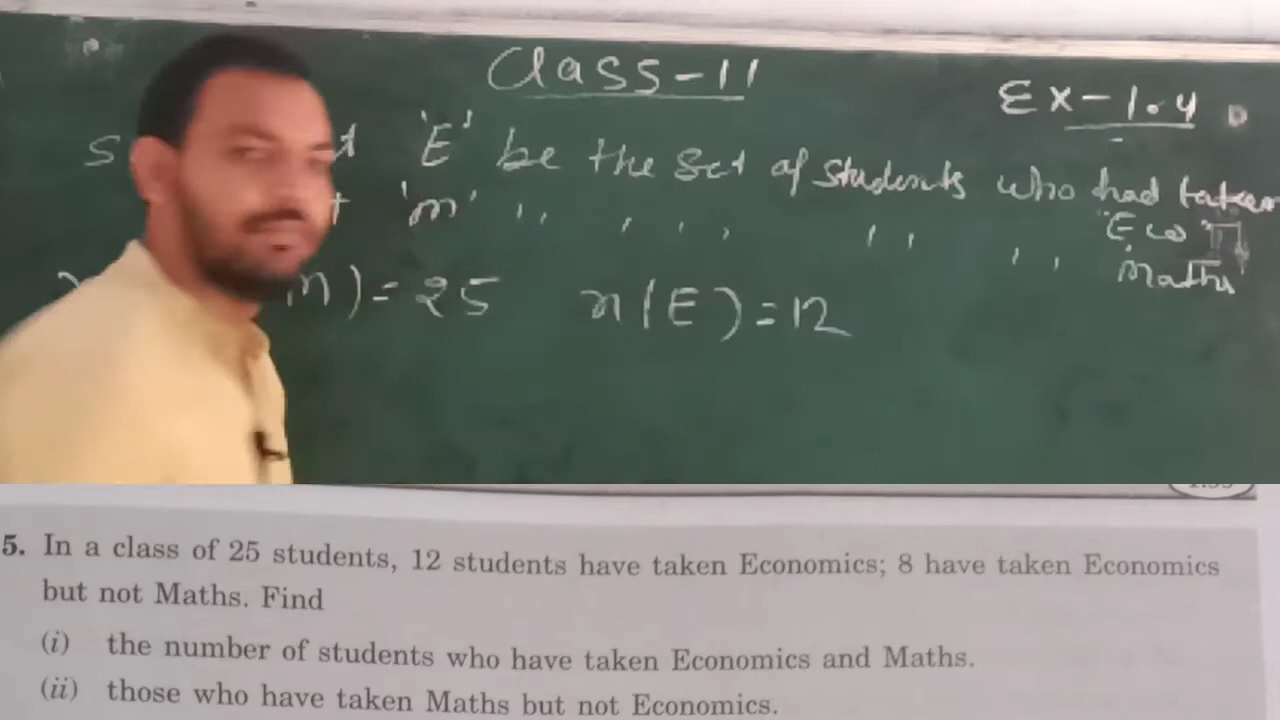 Class-11
Ex-1.4
'E' be the Set of Students who had taken
"Eco"
'm' ,, , , , ,, ,, Maths
m)=25 n(E)=12
5. In a class of 25 students, 12 students have taken Economics; 8 have taken Economics
but not Maths. Find
(i) the number of students who have taken Economics and Maths.
(ii) those who have taken Maths but not Economics.